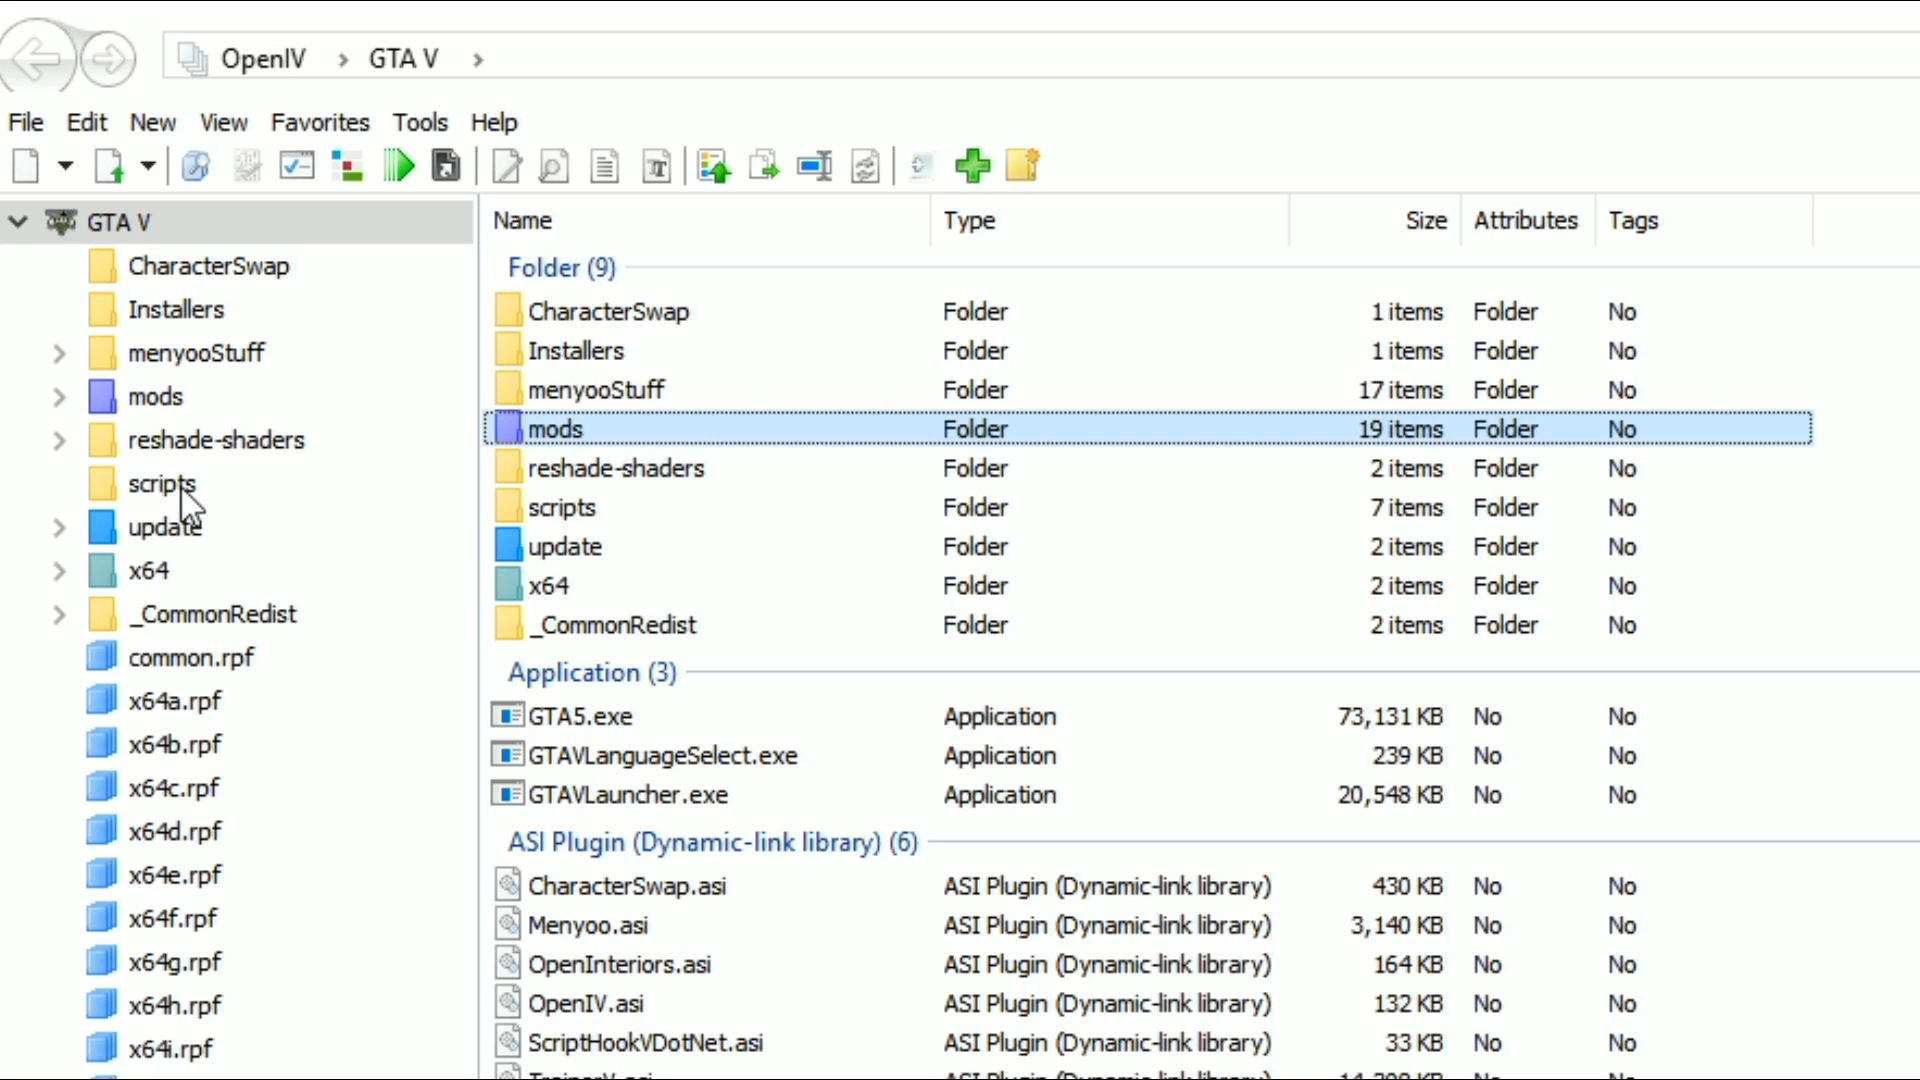 OpenIV > GTA V >
File Edit New View Favorites Tools Help
GTA V
CharacterSwap
Installers
menyooStuff
mods
reshade-shaders
scripts
update
x64
_CommonRedist
common.rpf
x64a.rpf
x64b.rpf
x64c.rpf
x64d.rpf
x64e.rpf
x64f.rpf
x64g.rpf
x64h.rpf
x64i.rpf
Name Type Size Attributes Tags
Folder (9)
CharacterSwap Folder 1 items Folder No
Installers Folder 1 items Folder No
menyooStuff Folder 17 items Folder No
mods Folder 19 items Folder No
reshade-shaders Folder 2 items Folder No
scripts Folder 7 items Folder No
update Folder 2 items Folder No
x64 Folder 2 items Folder No
_CommonRedist Folder 2 items Folder No
Application (3)
GTA5.exe Application 73,131 KB No No
GTAVLanguageSelect.exe Application 239 KB No No
GTAVLauncher.exe Application 20,548 KB No No
ASI Plugin (Dynamic-link library) (6)
CharacterSwap.asi ASI Plugin (Dynamic-link library) 430 KB No No
Menyoo.asi ASI Plugin (Dynamic-link library) 3,140 KB No No
OpenInteriors.asi ASI Plugin (Dynamic-link library) 164 KB No No
OpenIV.asi ASI Plugin (Dynamic-link library) 132 KB No No
ScriptHookVDotNet.asi ASI Plugin (Dynamic-link library) 33 KB No No